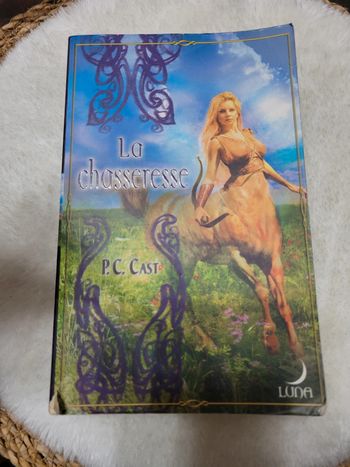 La
chasseresse
P. C. CAST
LUNA